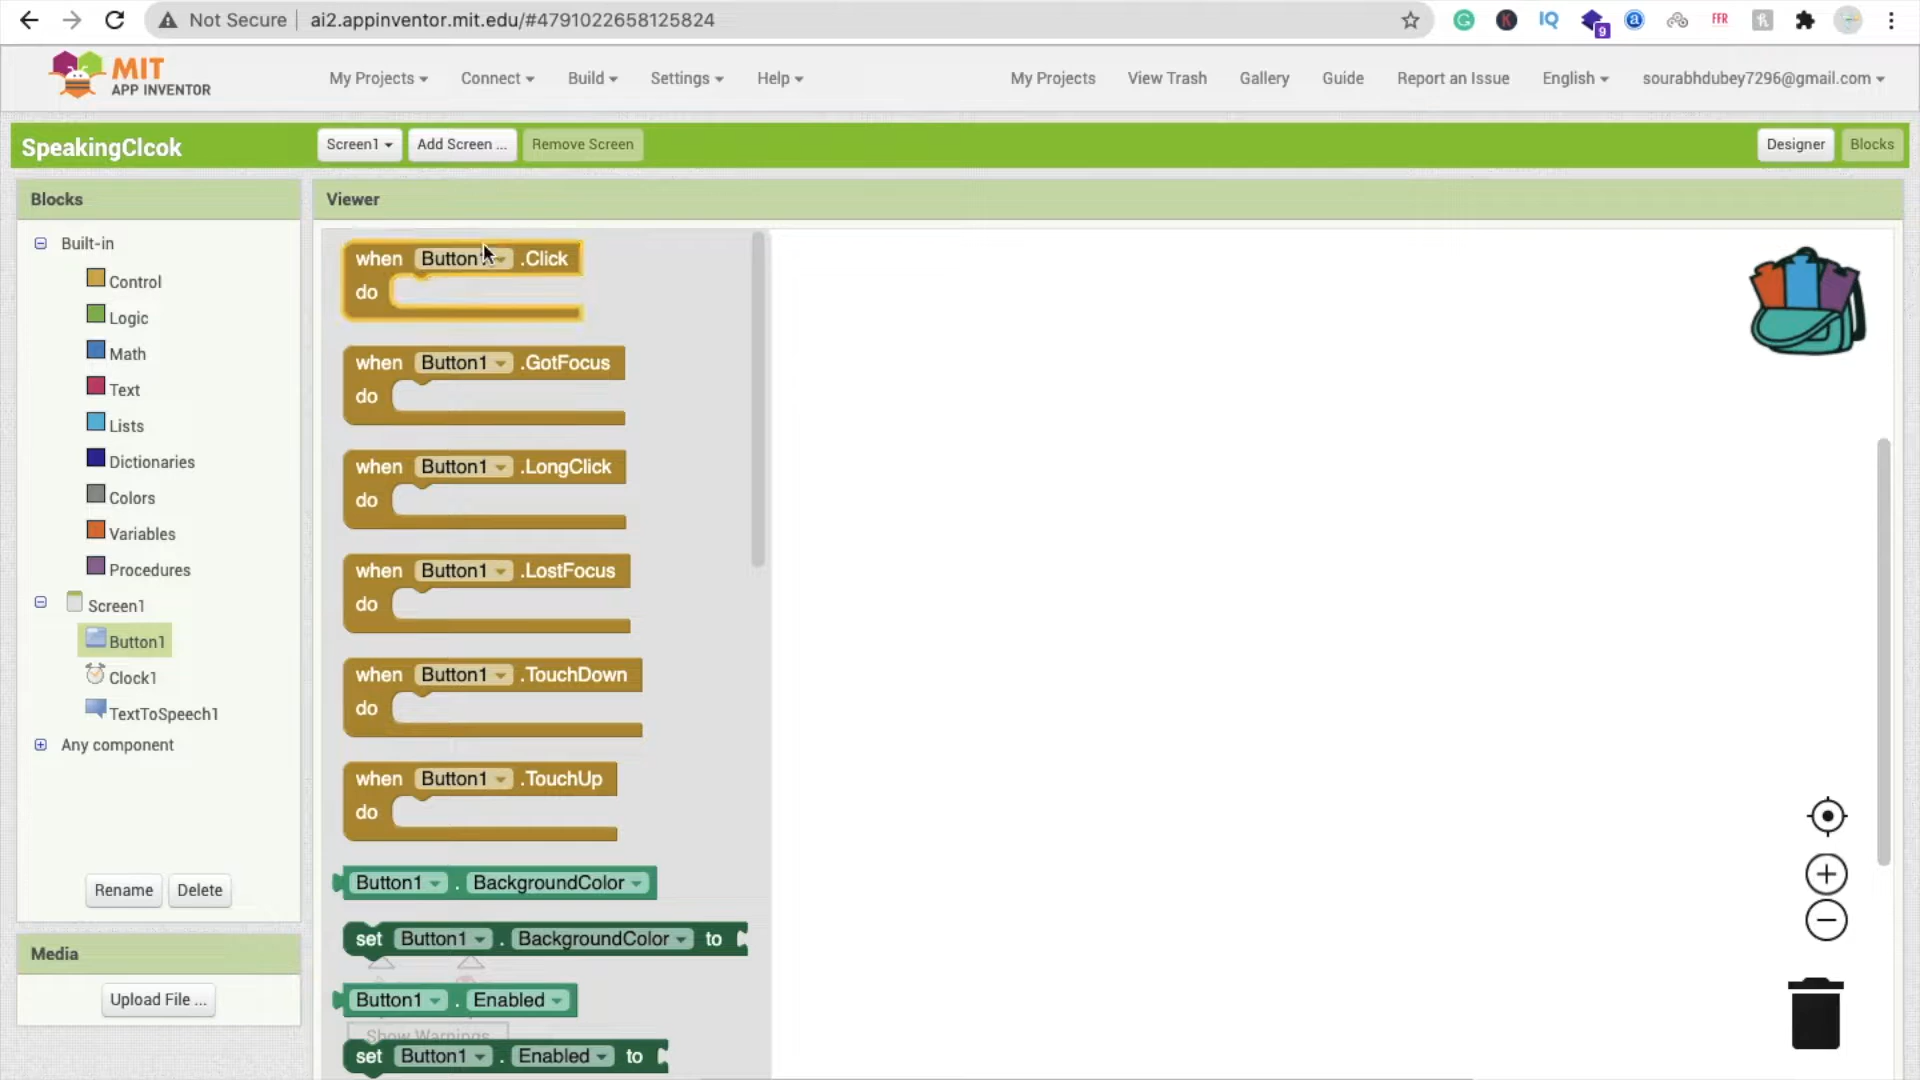 Not Secure ai2.appinventor.mit.edu/#4791022658125824
G K IQ 9 a FFR h
MIT
APP INVENTOR
My Projects Connect Build Settings Help My Projects View Trash Gallery Guide Report an Issue English sourabhdubey7296@gmail.com
SpeakingClcok Screen1 Add Screen ... Remove Screen Designer Blocks
Blocks
Viewer
Built-in
Control
Logic
Math
Text
Lists
Dictionaries
Colors
Variables
Procedures
Screen1
Button1
Clock1
TextToSpeech1
Any component
Rename Delete
Media
Upload File ...
when Button1 .Click
do
when Button1 .GotFocus
do
when Button1 .LongClick
do
when Button1 .LostFocus
do
when Button1 .TouchDown
do
when Button1 .TouchUp
do
Button1 . BackgroundColor
set Button1 . BackgroundColor to
Button1 . Enabled
Show Warnings
set Button1 . Enabled to